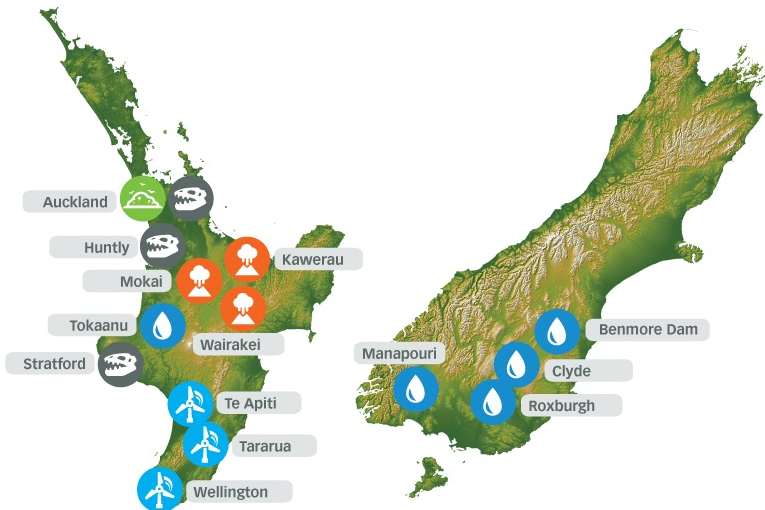 Auckland
Huntly
Kawerau
Mokai
Tokaanu
Wairakei
Stratford
Te Apiti
Tararua
Wellington
Benmore Dam
Manapouri
Clyde
Roxburgh